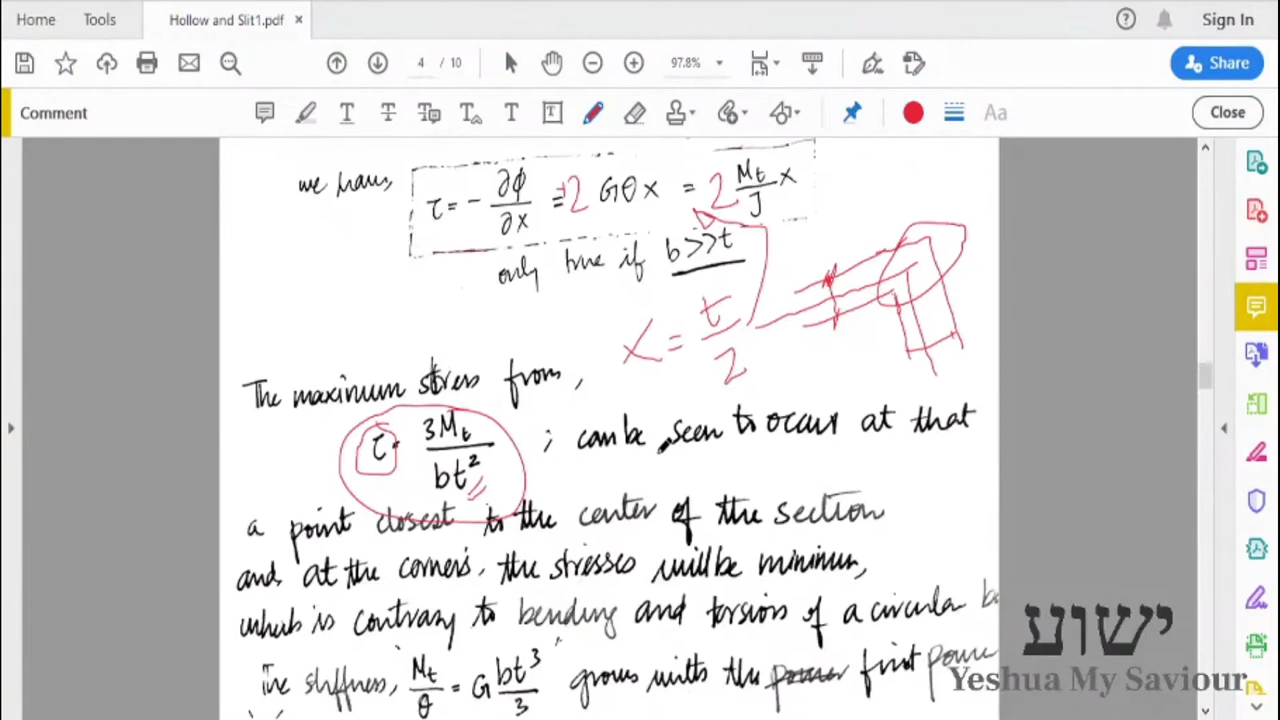 Home Tools Hollow and Slit1.pdf × Sign In
4 / 10 97.8% Share
Comment Aa Close
we have, τ = - ∂ϕ/∂x = 2 Gθx = 2 Mt/J x
only true if b>>t
x = t/2
The maximum stress from,
τ = 3Mt/bt² ; can be seen to occur at that
a point closest to the center of the section
and at the corners, the stresses will be minimum,
which is contrary to bending and torsion of a circular
The stiffness, Mt/θ = G bt³/3 grows with the first power
ישוע
Yeshua My Saviour